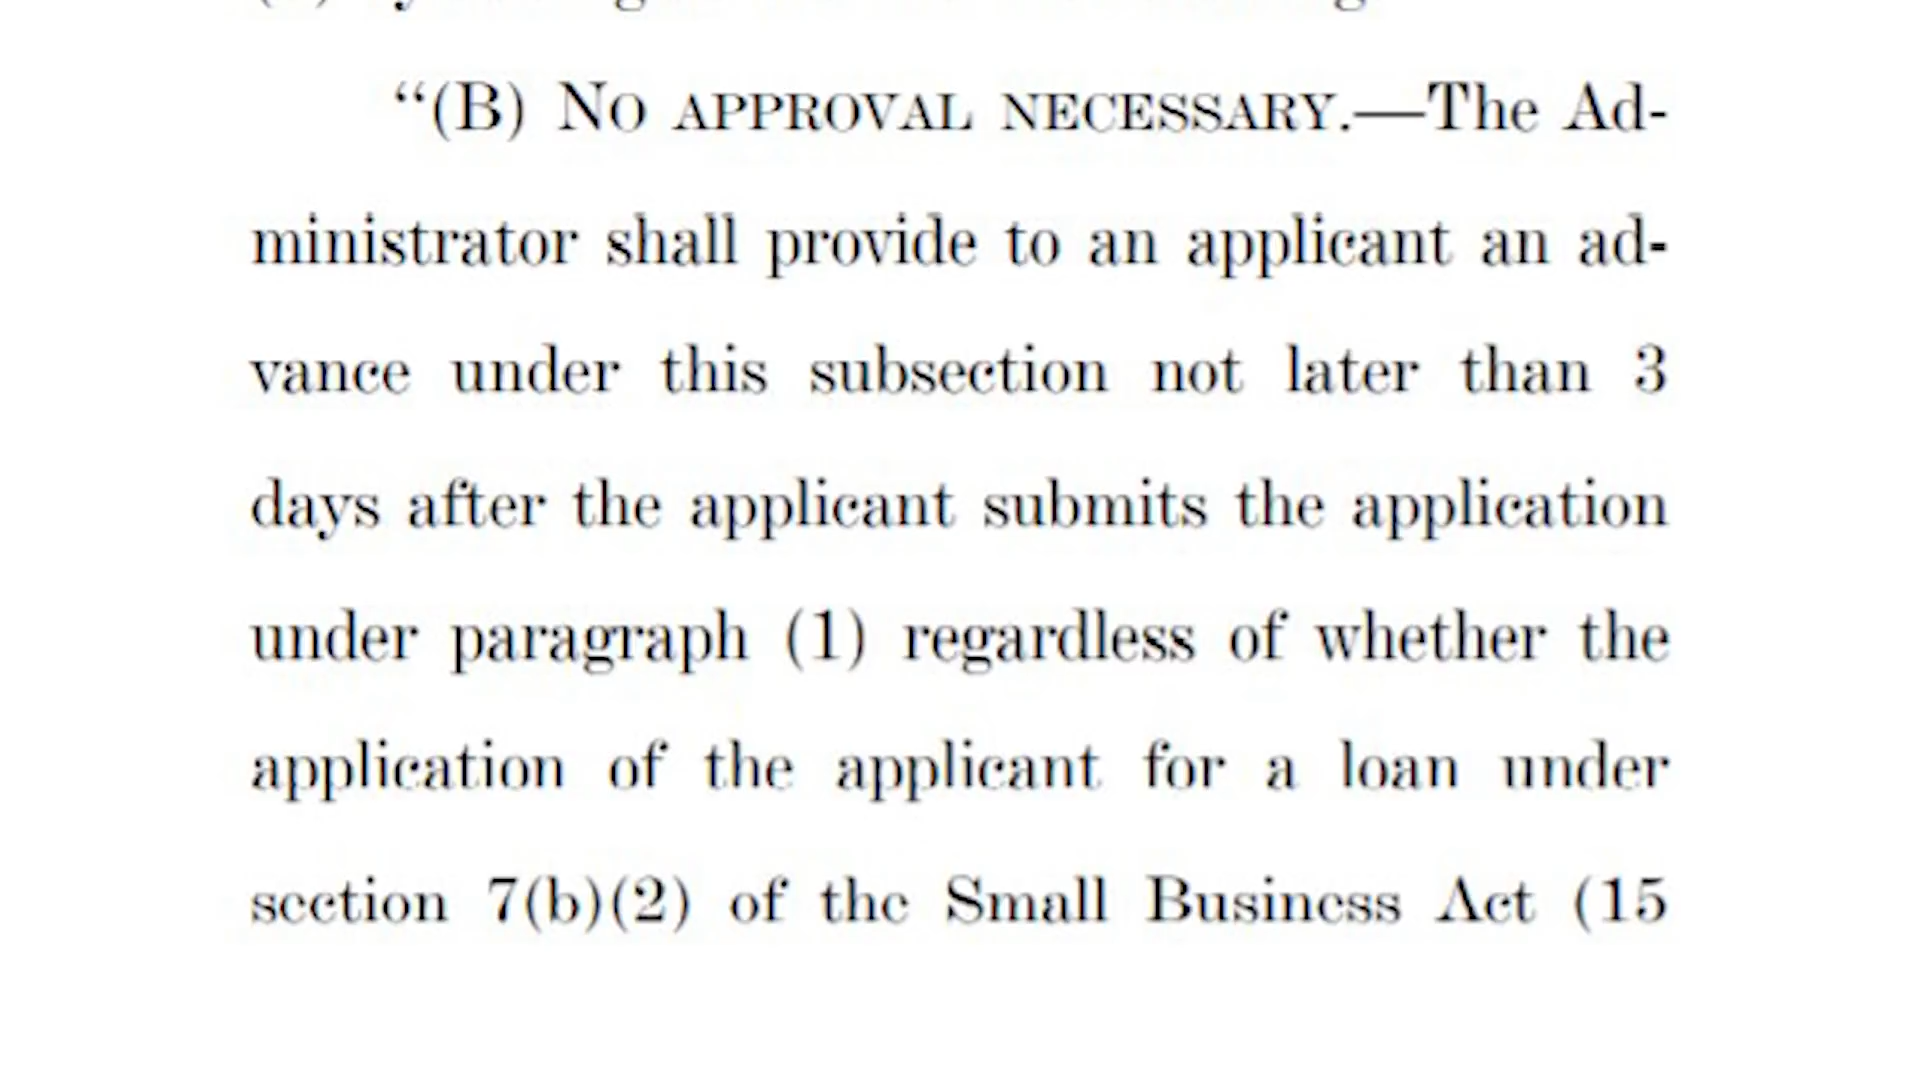 “(B) NO APPROVAL NECESSARY.—The Ad-
ministrator shall provide to an applicant an ad-
vance under this subsection not later than 3
days after the applicant submits the application
under paragraph (1) regardless of whether the
application of the applicant for a loan under
section 7(b)(2) of the Small Business Act (15